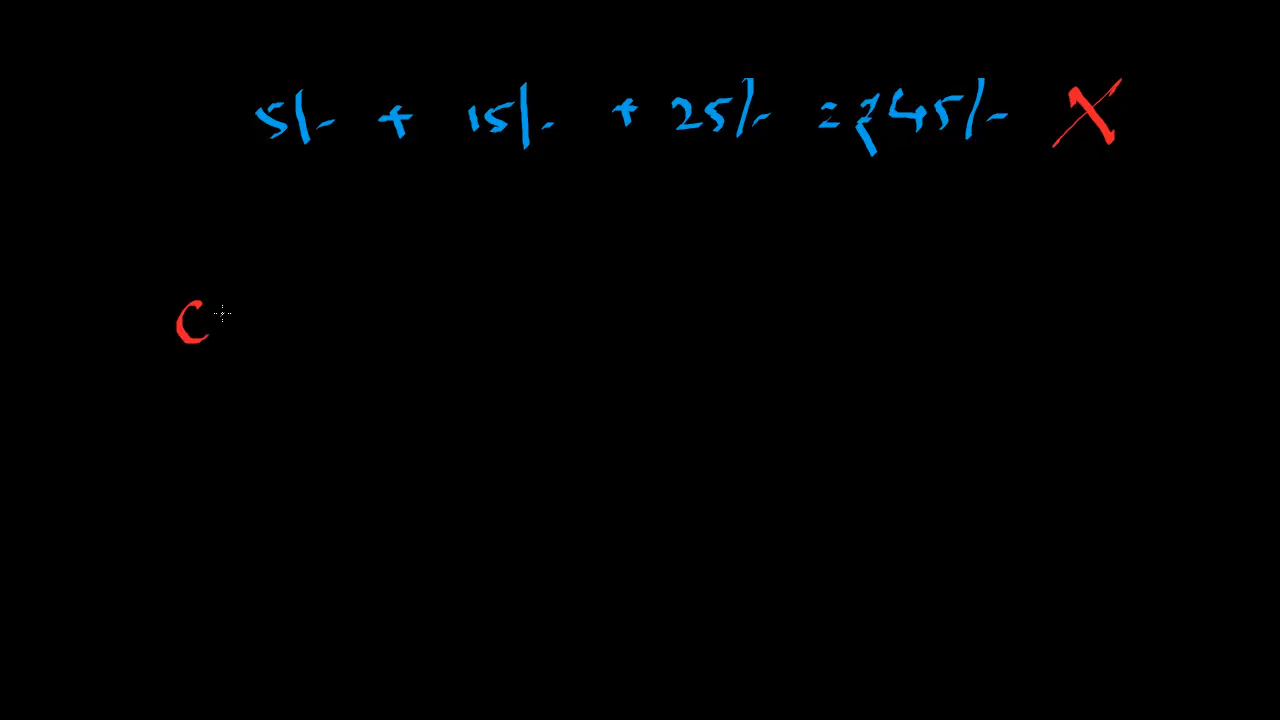 5/- + 15/- + 25/- = ₹45/- X
C